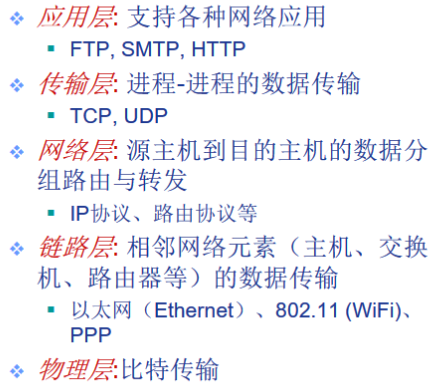 应用层: 支持各种网络应用
FTP, SMTP, HTTP
传输层: 进程-进程的数据传输
TCP, UDP
网络层: 源主机到目的主机的数据分
组路由与转发
IP协议、路由协议等
链路层: 相邻网络元素（主机、交换
机、路由器等）的数据传输
以太网（Ethernet）、802.11 (WiFi)、
PPP
物理层:比特传输